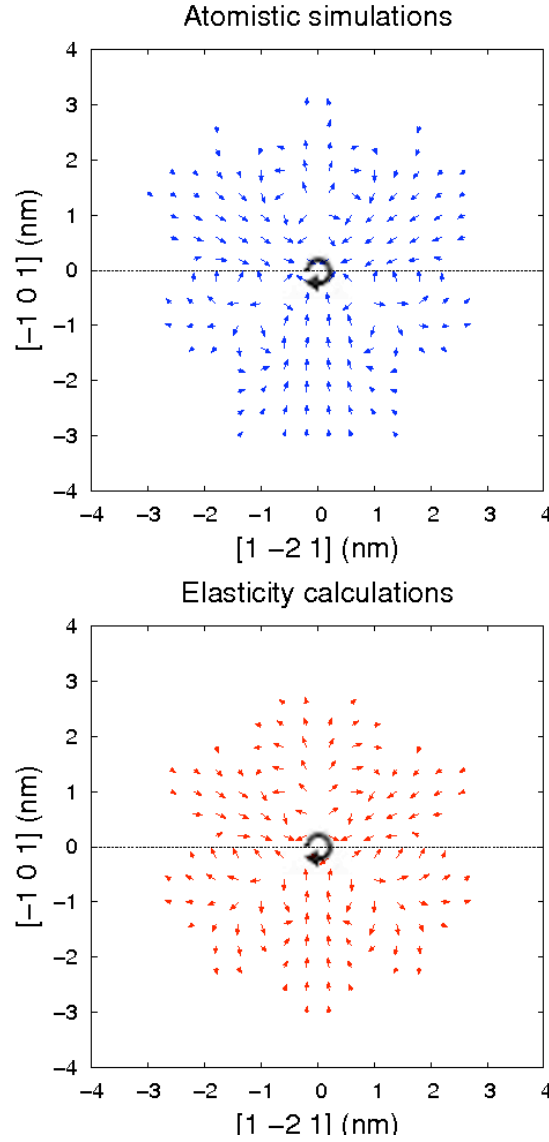 Atomistic simulations
4
3
2
1
0
−1
−2
−3
−4
[−1 0 1] (nm)
−4 −3 −2 −1 0 1 2 3 4
[1 −2 1] (nm)
Elasticity calculations
4
3
2
1
0
−1
−2
−3
−4
[−1 0 1] (nm)
−4 −3 −2 −1 0 1 2 3 4
[1 −2 1] (nm)